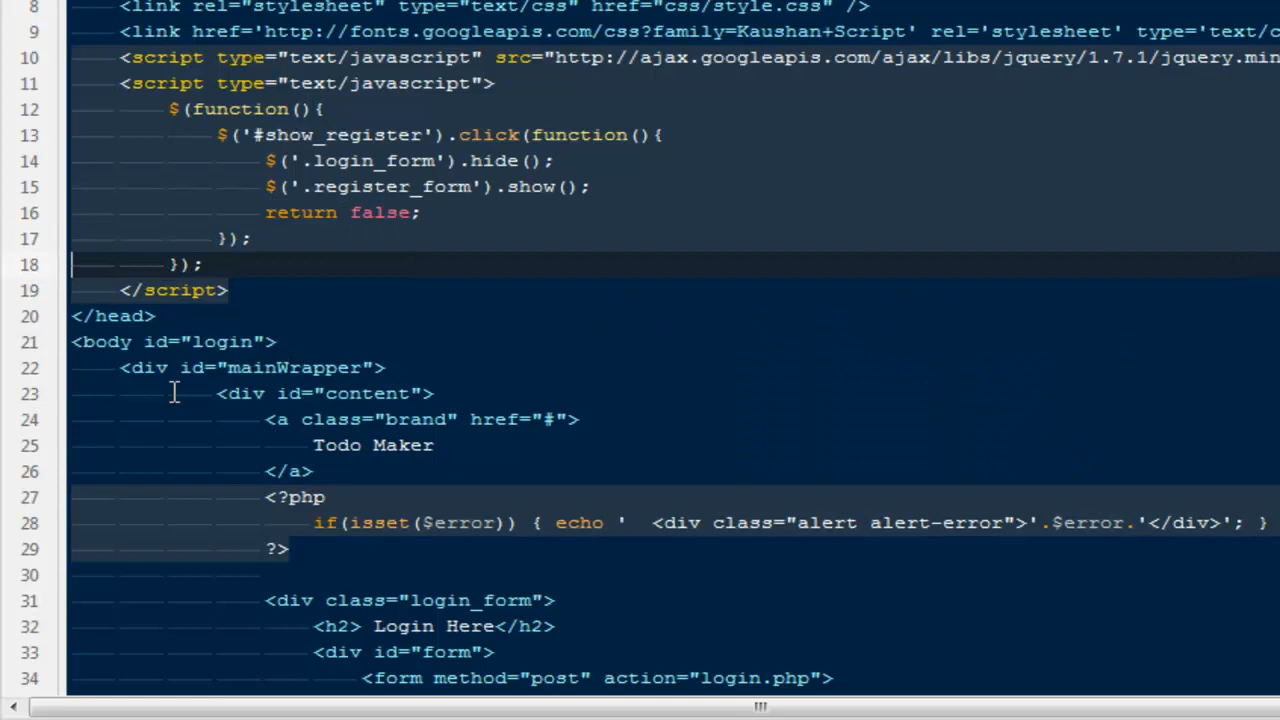 8 <link rel="stylesheet" type="text/css" href="css/style.css" />
9 <link href='http://fonts.googleapis.com/css?family=Kaushan+Script' rel='stylesheet' type='text/c
10 <script type="text/javascript" src="http://ajax.googleapis.com/ajax/libs/jquery/1.7.1/jquery.min
11 <script type="text/javascript">
12 $(function(){
13 $('#show_register').click(function(){
14 $('.login_form').hide();
15 $('.register_form').show();
16 return false;
17 });
18 });
19 </script>
20 </head>
21 <body id="login">
22 <div id="mainWrapper">
23 <div id="content">
24 <a class="brand" href="#">
25 Todo Maker
26 </a>
27 <?php
28 if(isset($error)) { echo '  <div class="alert alert-error">'.$error.'</div>'; }
29 ?>
30
31 <div class="login_form">
32 <h2> Login Here</h2>
33 <div id="form">
34 <form method="post" action="login.php">